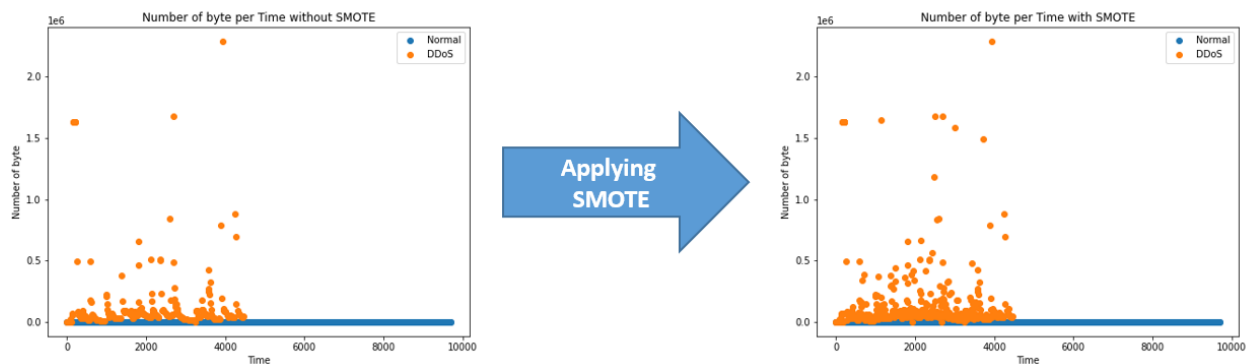 Number of byte per Time without SMOTE
1e6
Normal
DDoS
2.0
1.5
1.0
0.5
0.0
Number of byte
0
2000
4000
6000
8000
10000
Time
Applying
SMOTE
Number of byte per Time with SMOTE
1e6
Normal
DDoS
2.0
1.5
1.0
0.5
0.0
Number of byte
0
2000
4000
6000
8000
10000
Time